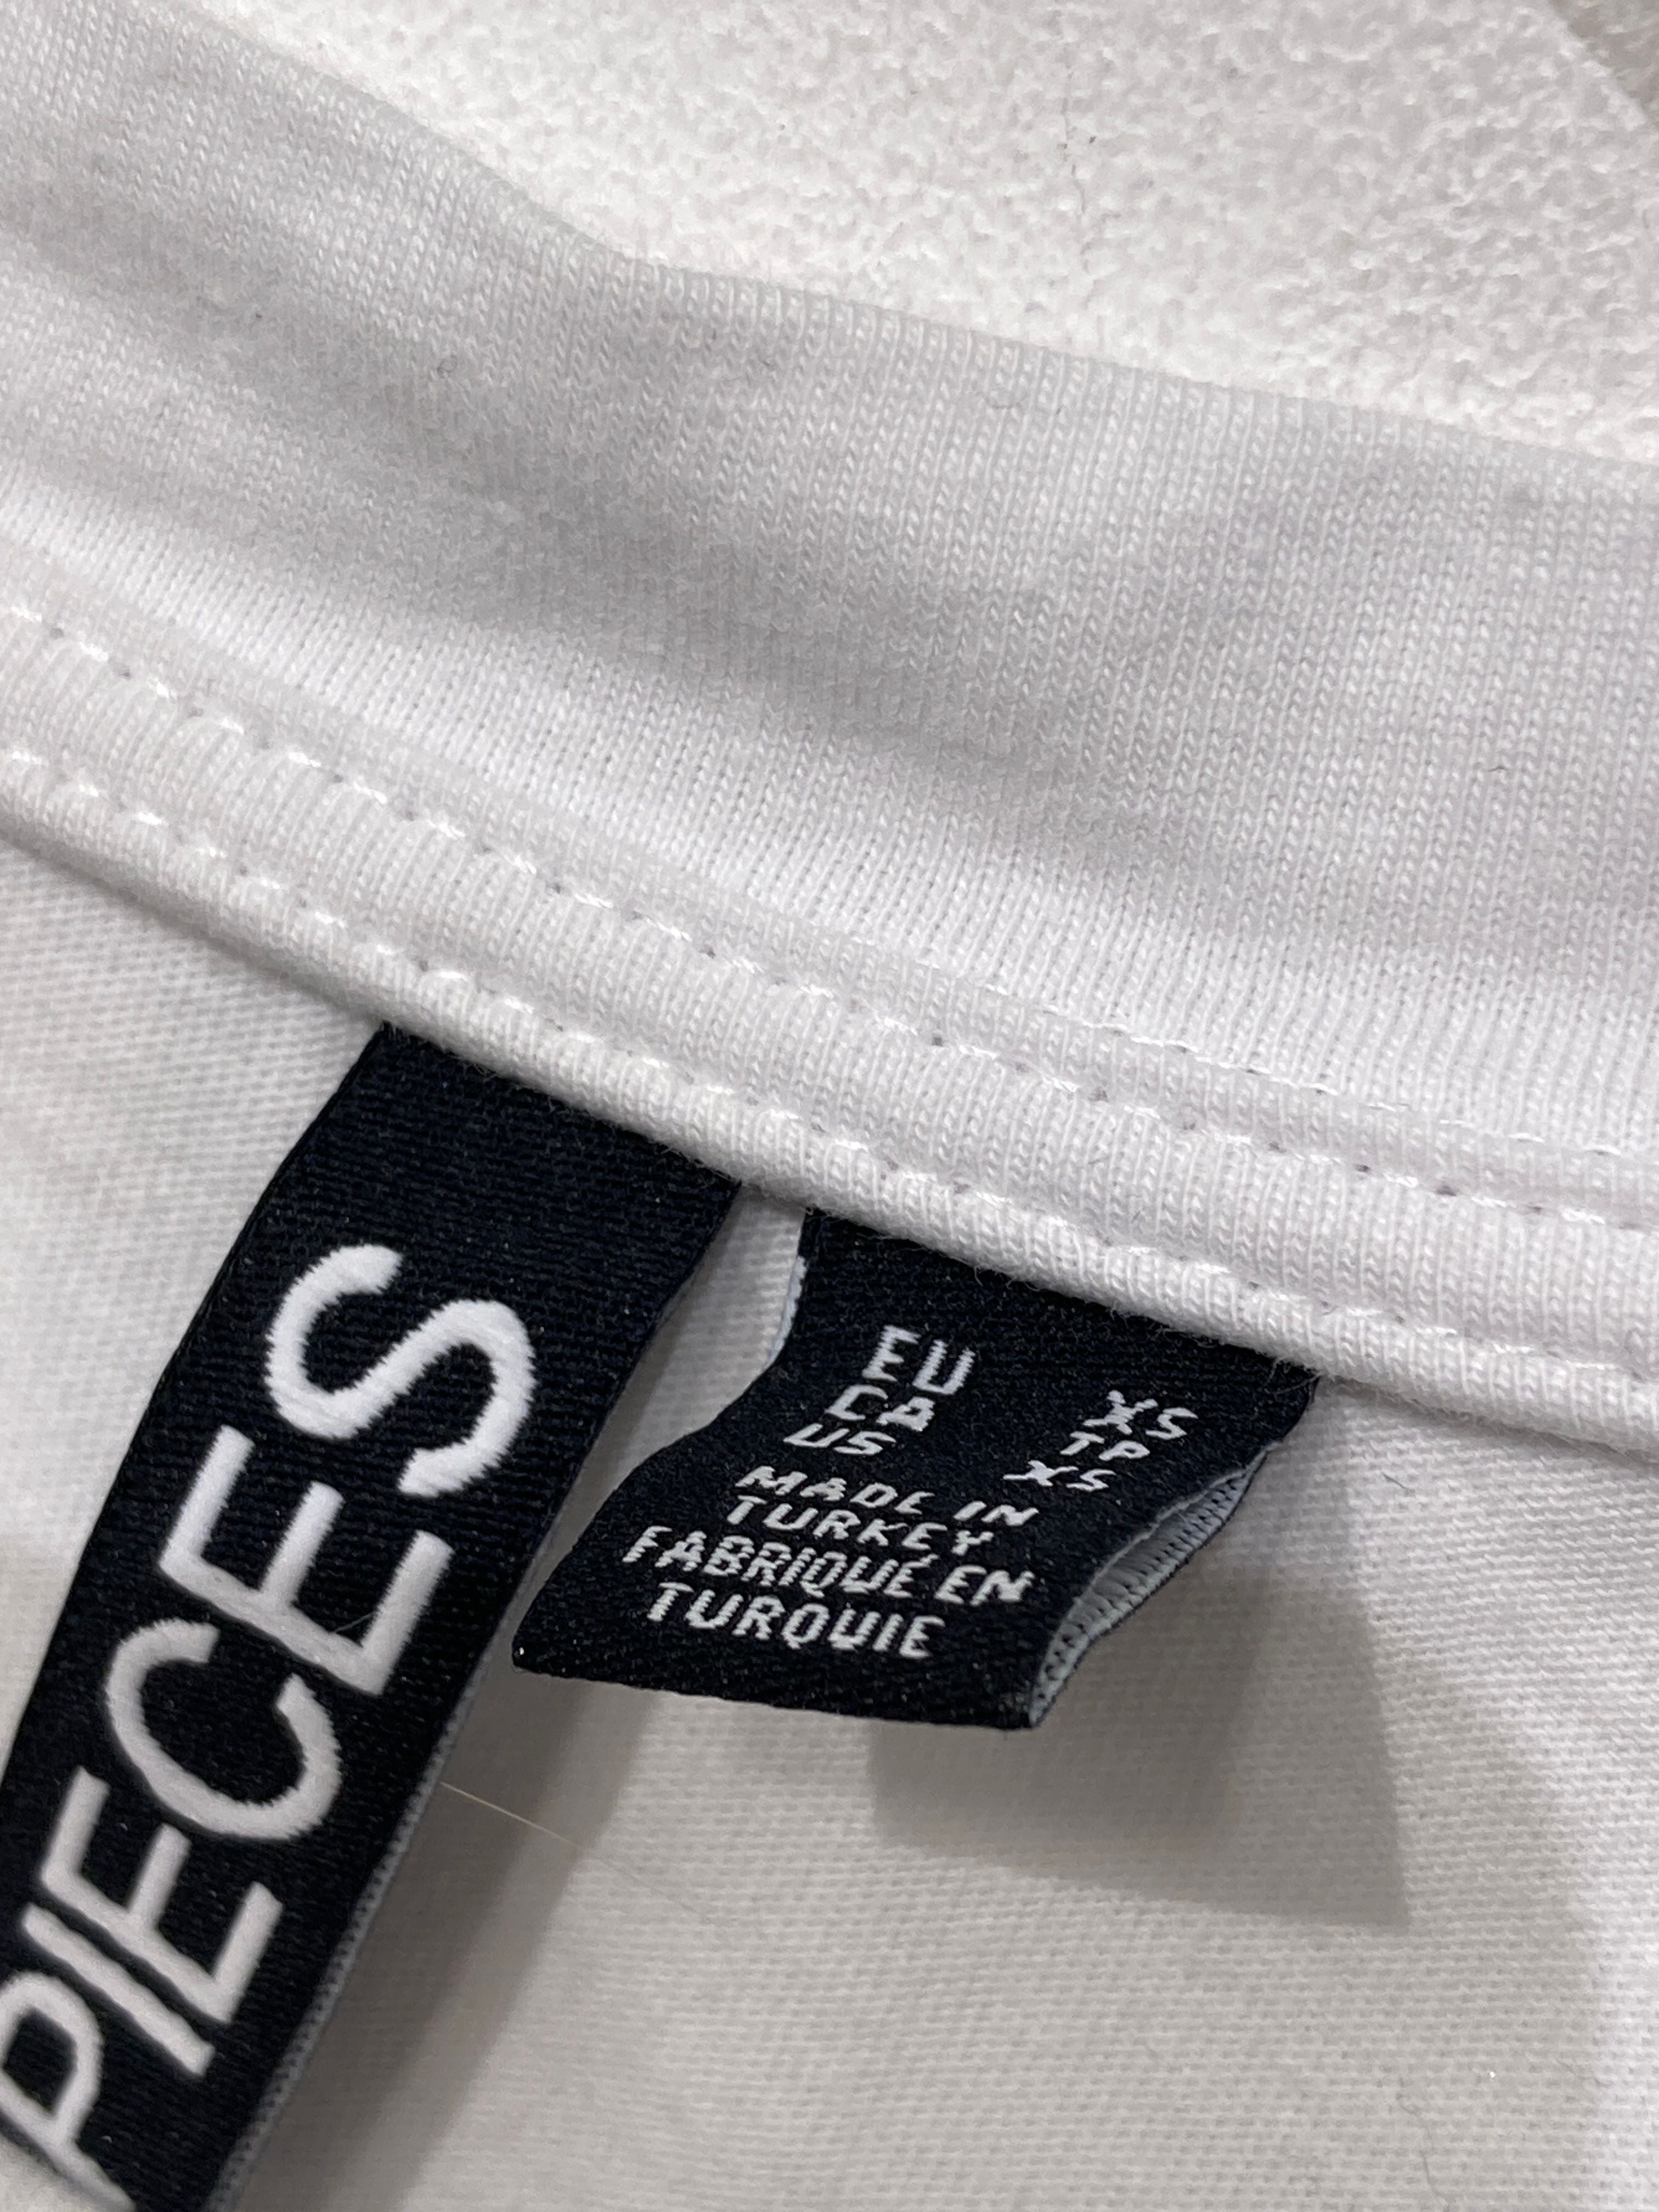 PIECES
EU XS
CA TP
US XS
MADE IN
TURKEY
FABRIQUÉ EN
TURQUIE